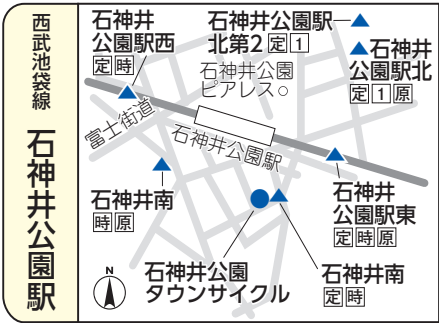 西武池袋線
石神井公園駅
石神井
公園駅西
定時
石神井公園駅
北第2定1
石神井
公園駅北
定1原
石神井公園
ピアレス
富士街道
石神井公園駅
石神井南
時原
石神井
公園駅東
定時原
石神井公園
タウンサイクル
石神井南
定時
N